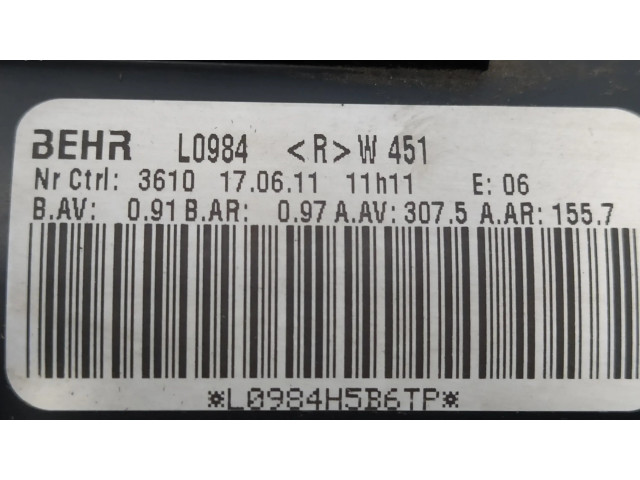 BEHR L0984 <R>W 451
Nr Ctrl: 3610 17.06.11 11h11 E: 06
B.AV: 0.91 B.AR: 0.97 A.AV: 307.5 A.AR: 155.7
*L0984H5B6TP*